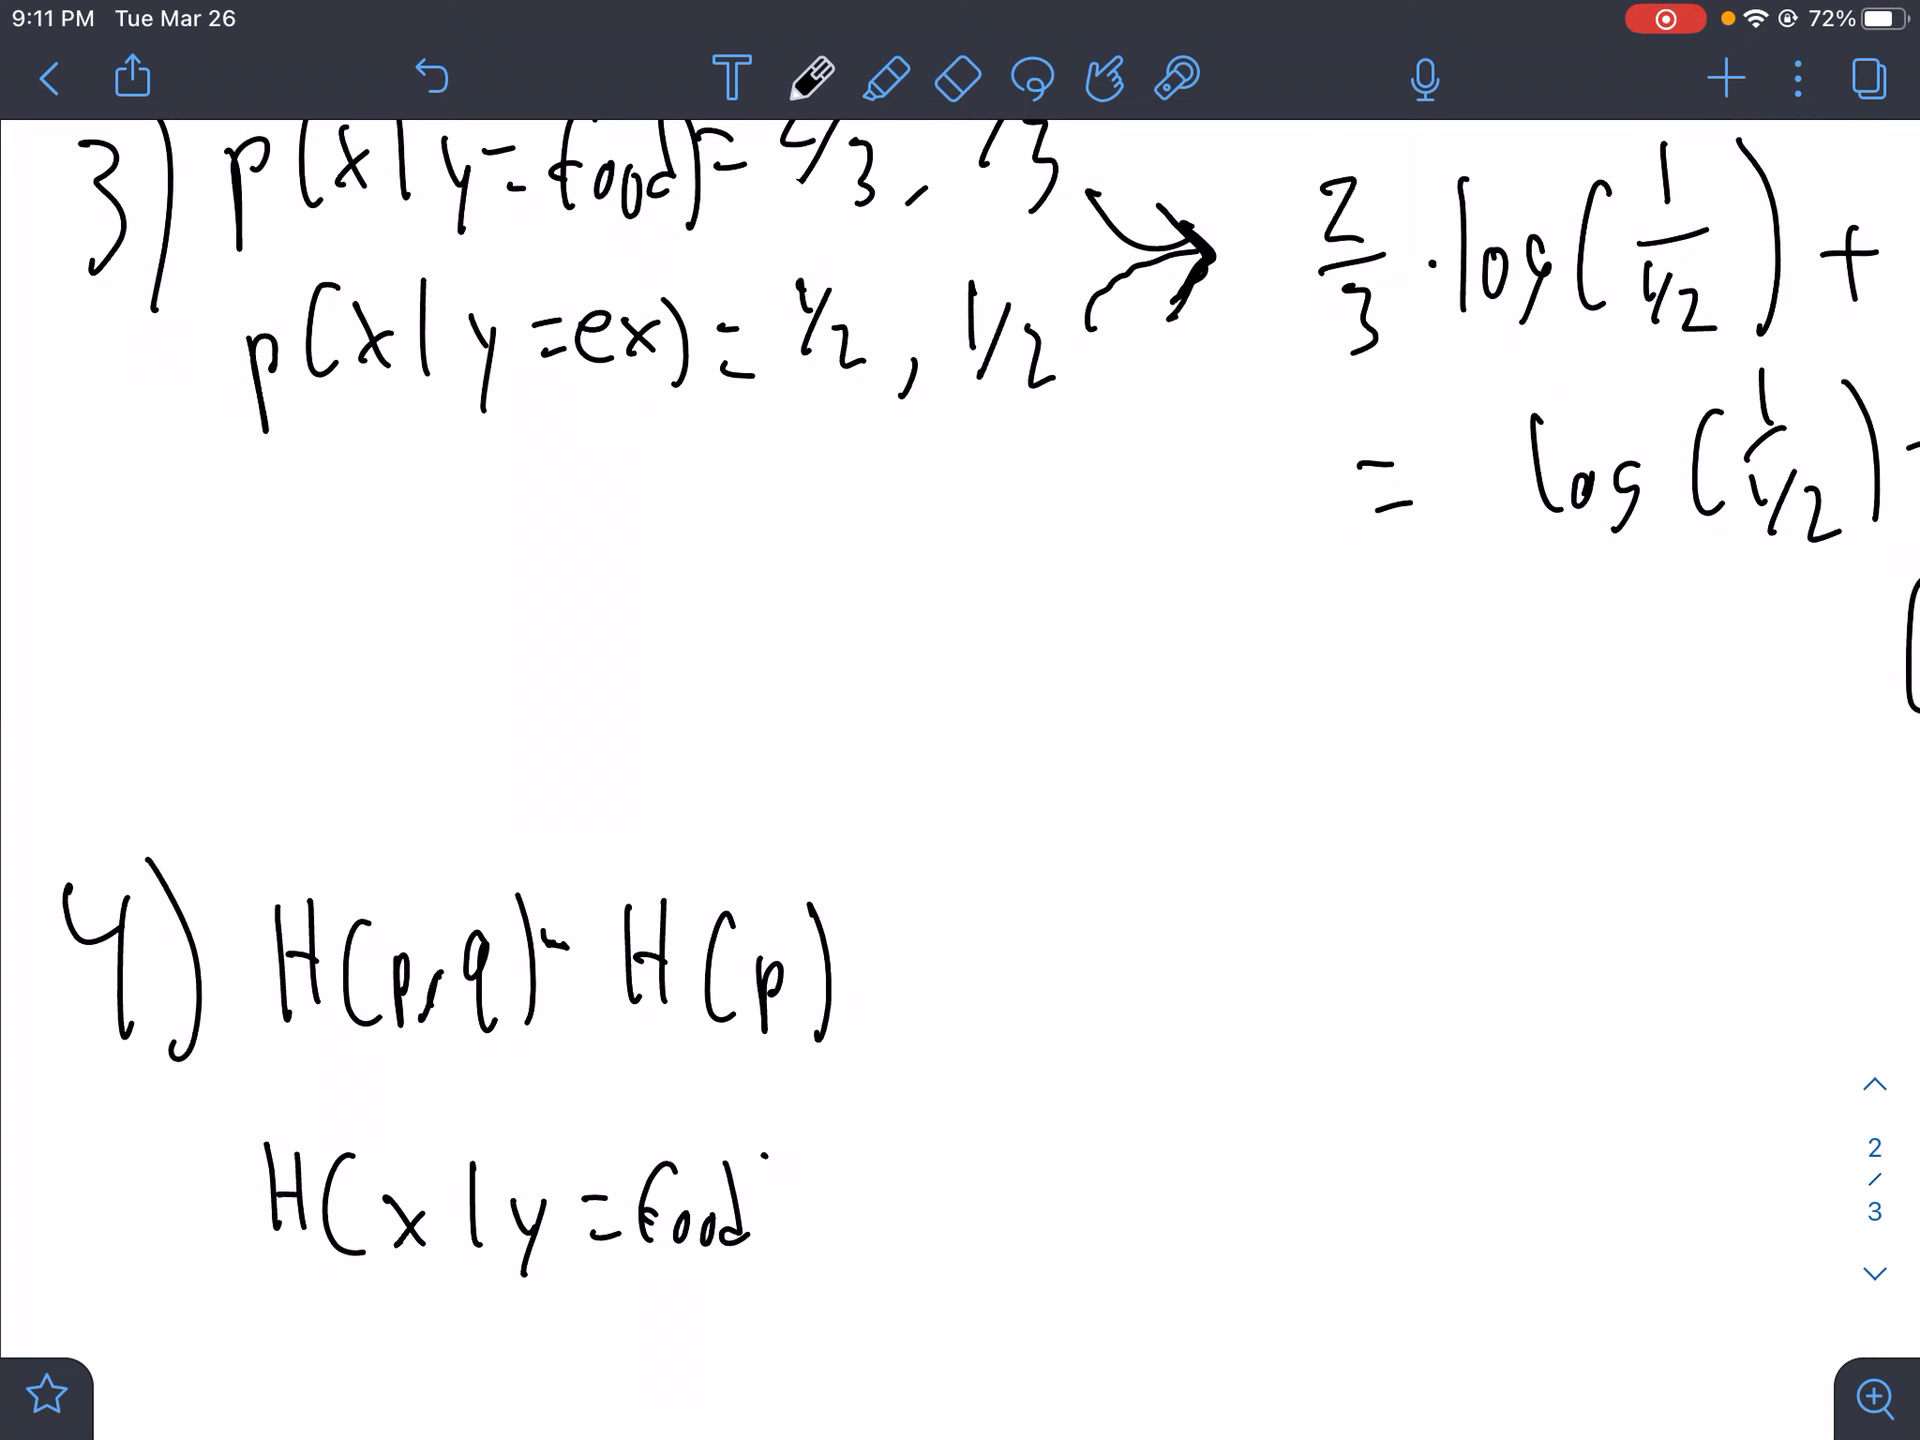 9:11 PM Tue Mar 26 72%
3) p(x|y=food)= 2/3, 1/3
2/3 · log(1/1/2) +
p(x|y=ex)= 1/2, 1/2
= log(1/1/2)
4) H(p,q)- H(p)
H(x|y=food
2
/
3